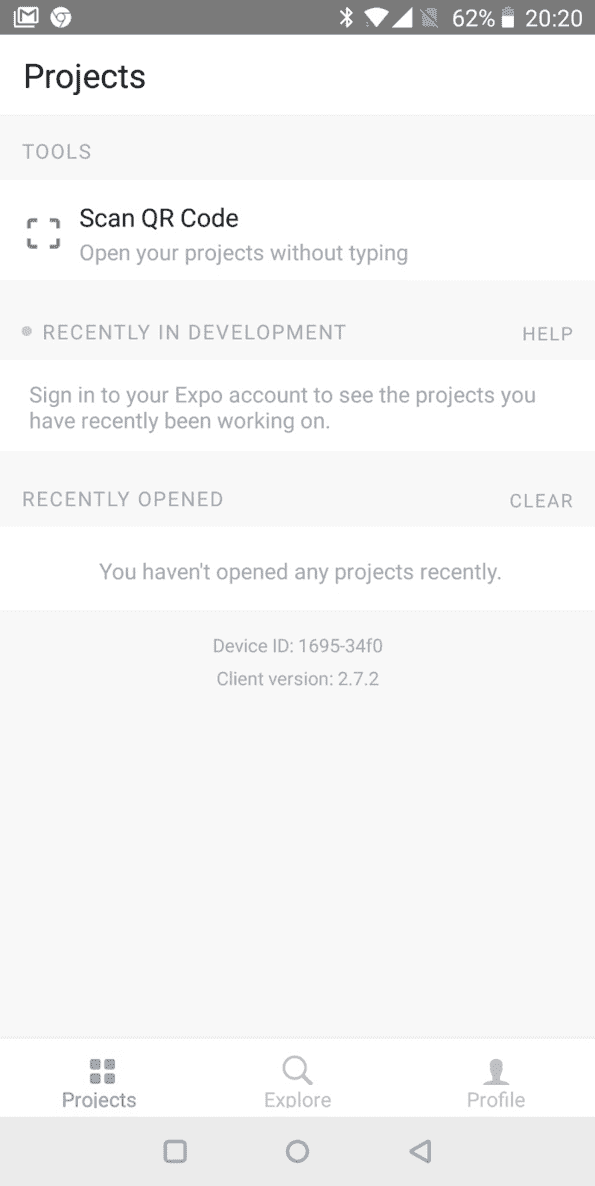 62% 20:20
Projects
TOOLS
Scan QR Code
Open your projects without typing
RECENTLY IN DEVELOPMENT HELP
Sign in to your Expo account to see the projects you
have recently been working on.
RECENTLY OPENED CLEAR
You haven't opened any projects recently.
Device ID: 1695-34f0
Client version: 2.7.2
Projects Explore Profile